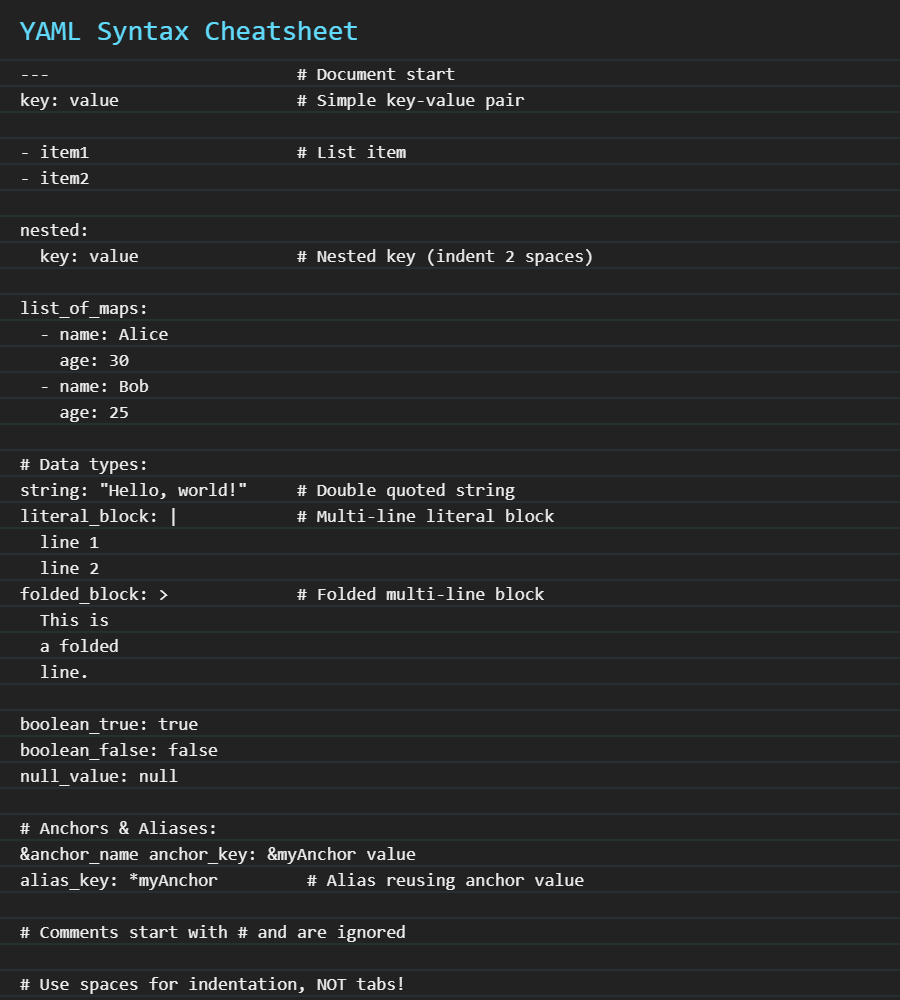 YAML Syntax Cheatsheet
---                         # Document start
key: value                  # Simple key-value pair
- item1                     # List item
- item2
nested:
  key: value                # Nested key (indent 2 spaces)
list_of_maps:
  - name: Alice
    age: 30
  - name: Bob
    age: 25
# Data types:
string: "Hello, world!"     # Double quoted string
literal_block: |            # Multi-line literal block
  line 1
  line 2
folded_block: >             # Folded multi-line block
  This is
  a folded
  line.
boolean_true: true
boolean_false: false
null_value: null
# Anchors & Aliases:
&anchor_name anchor_key: &myAnchor value
alias_key: *myAnchor         # Alias reusing anchor value
# Comments start with # and are ignored
# Use spaces for indentation, NOT tabs!